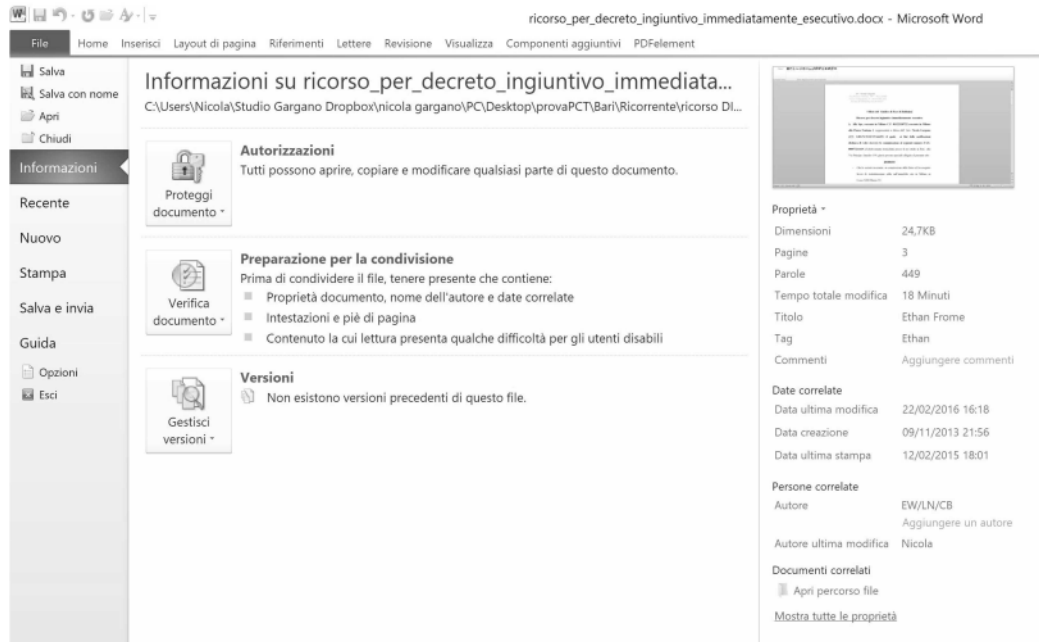 ricorso_per_decreto_ingiuntivo_immediatamente_esecutivo.docx - Microsoft Word
File Home Inserisci Layout di pagina Riferimenti Lettere Revisione Visualizza Componenti aggiuntivi PDFelement
Salva
Salva con nome
Apri
Chiudi
Informazioni
Recente
Nuovo
Stampa
Salva e invia
Guida
Opzioni
Esci
Informazioni su ricorso_per_decreto_ingiuntivo_immediata...
C:\Users\Nicola\Studio Gargano Dropbox\nicola gargano\PC\Desktop\provaPCT\Bari\Ricorrente\ricorso DI...
Proteggi
documento
Autorizzazioni
Tutti possono aprire, copiare e modificare qualsiasi parte di questo documento.
Verifica
documento
Preparazione per la condivisione
Prima di condividere il file, tenere presente che contiene:
Proprietà documento, nome dell'autore e date correlate
Intestazioni e piè di pagina
Contenuto la cui lettura presenta qualche difficoltà per gli utenti disabili
Gestisci
versioni
Versioni
Non esistono versioni precedenti di questo file.
Proprietà
Dimensioni 24,7KB
Pagine 3
Parole 449
Tempo totale modifica 18 Minuti
Titolo Ethan Frome
Tag Ethan
Commenti Aggiungere commenti
Date correlate
Data ultima modifica 22/02/2016 16:18
Data creazione 09/11/2013 21:56
Data ultima stampa 12/02/2015 18:01
Persone correlate
Autore EW/LN/CB
Aggiungere un autore
Autore ultima modifica Nicola
Documenti correlati
Apri percorso file
Mostra tutte le proprietà